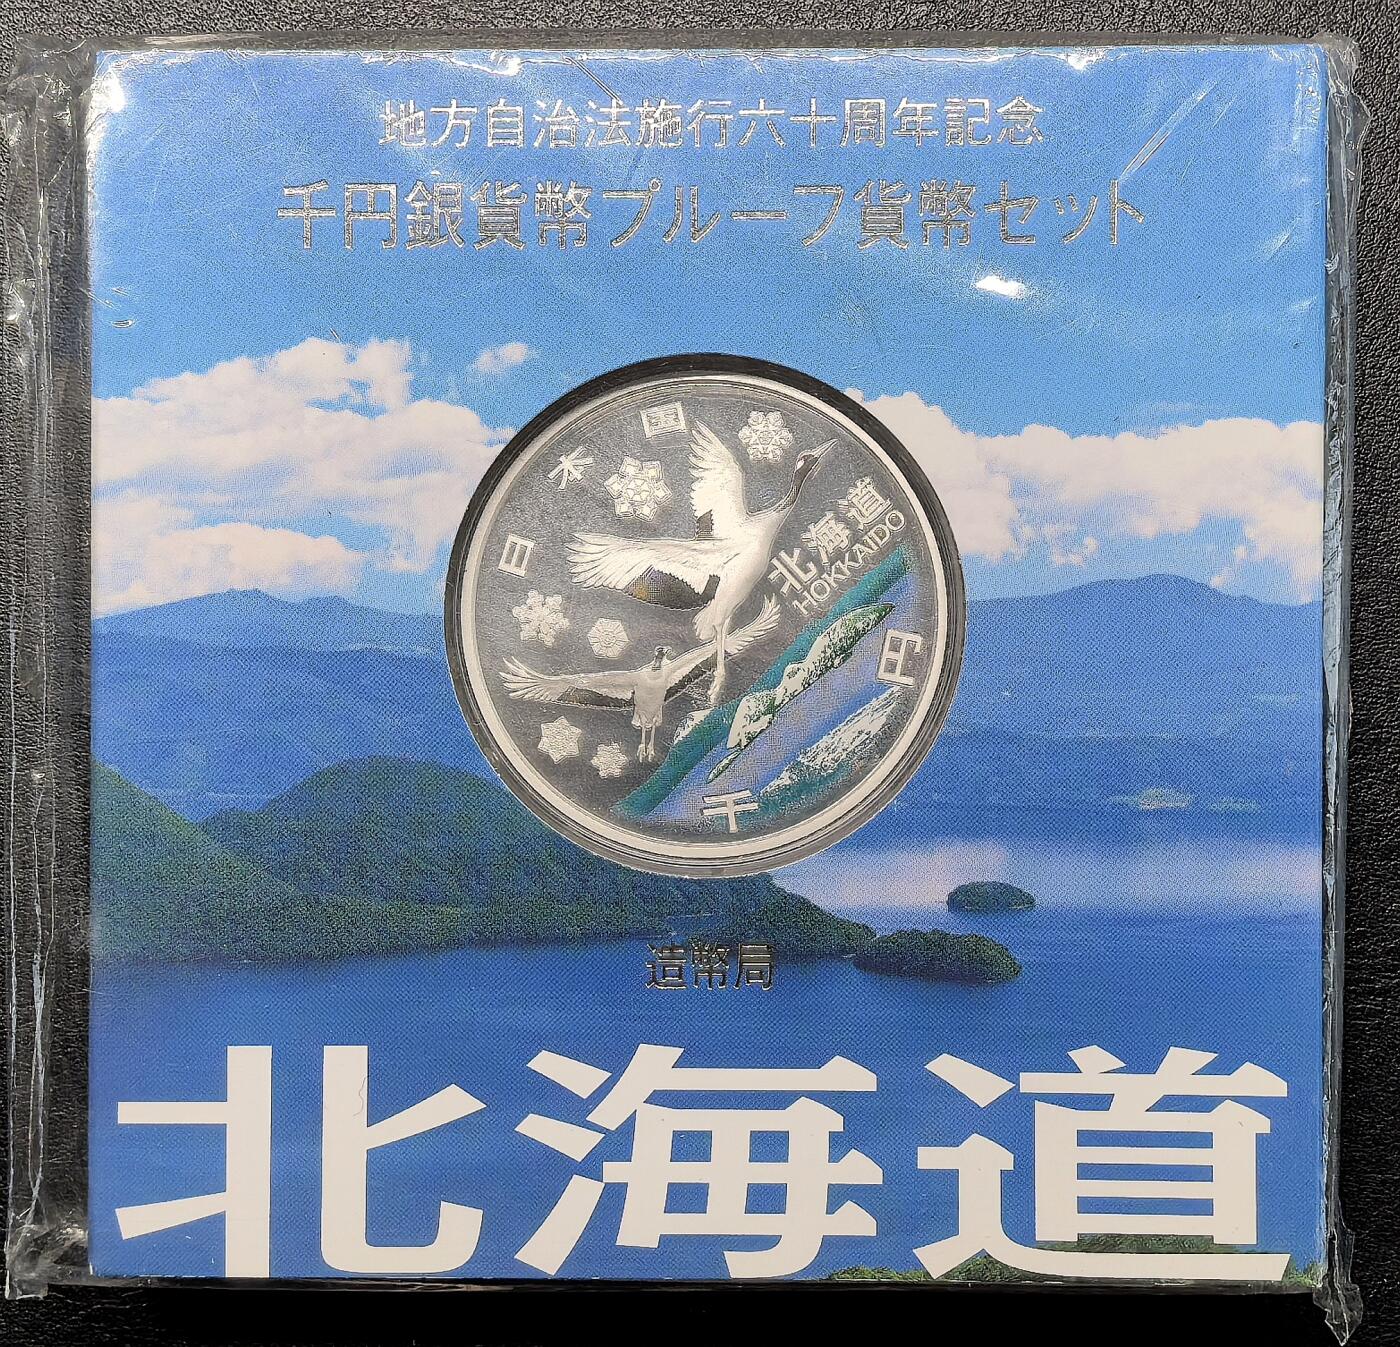 地方自治法施行六十周年記念
千円銀貨幣プルーフ貨幣セット
日本国
北海道
HOKKAIDO
千円
造幣局
北海道